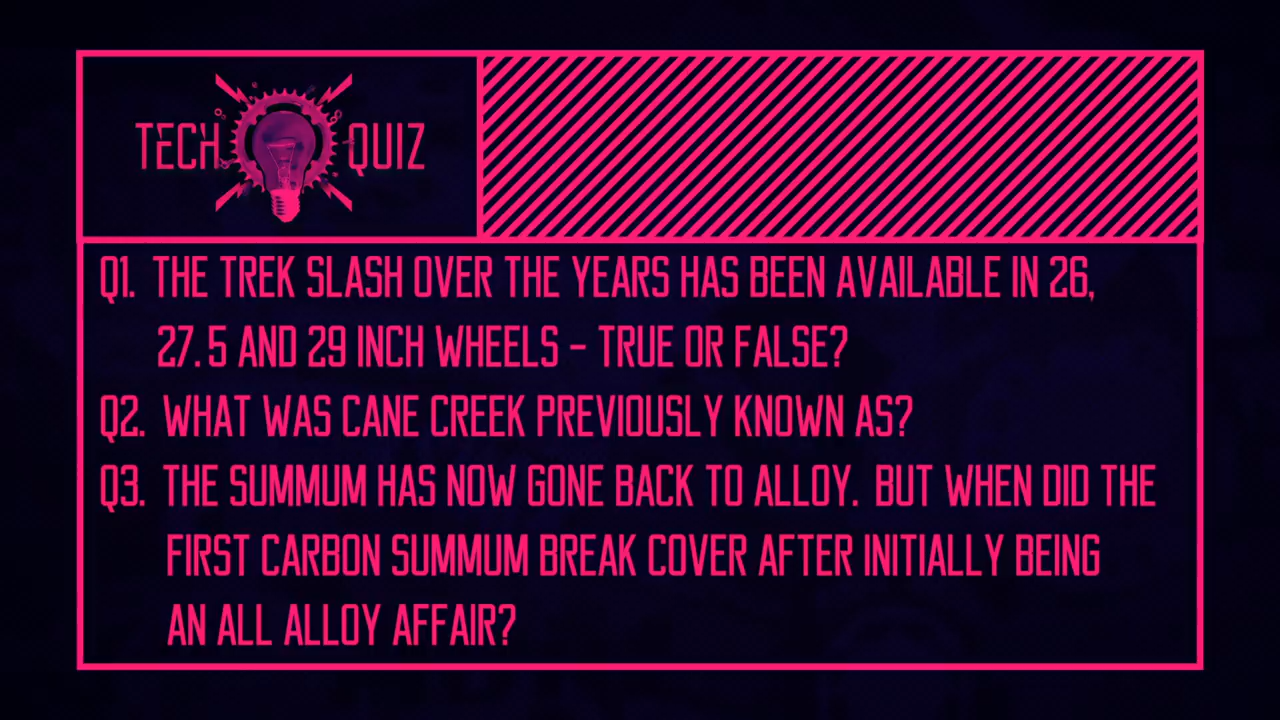 TECH QUIZ
Q1. THE TREK SLASH OVER THE YEARS HAS BEEN AVAILABLE IN 26,
27.5 AND 29 INCH WHEELS - TRUE OR FALSE?
Q2. WHAT WAS CANE CREEK PREVIOUSLY KNOWN AS?
Q3. THE SUMMUM HAS NOW GONE BACK TO ALLOY. BUT WHEN DID THE
FIRST CARBON SUMMUM BREAK COVER AFTER INITIALLY BEING
AN ALL ALLOY AFFAIR?